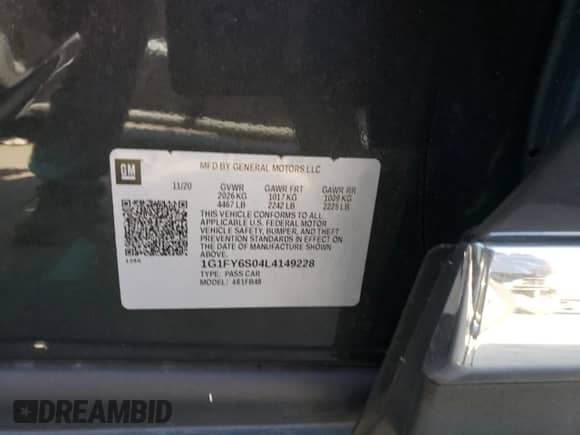 GM
MFD BY GENERAL MOTORS LLC
11/20 GVWR GAWR FRT GAWR RR
2026 KG 1017 KG 1009 KG
4467 LB 2242 LB 2225 LB
THIS VEHICLE CONFORMS TO ALL
APPLICABLE U.S. FEDERAL MOTOR
VEHICLE SAFETY, BUMPER, AND THEFT
PREVENTION STANDARDS IN EFFECT ON
THE DATE OF MANUFACTURE SHOWN
ABOVE.
1G1FY6S04L4149228
TYPE: PASS CAR
MODEL: 481FB48
DREAMBID